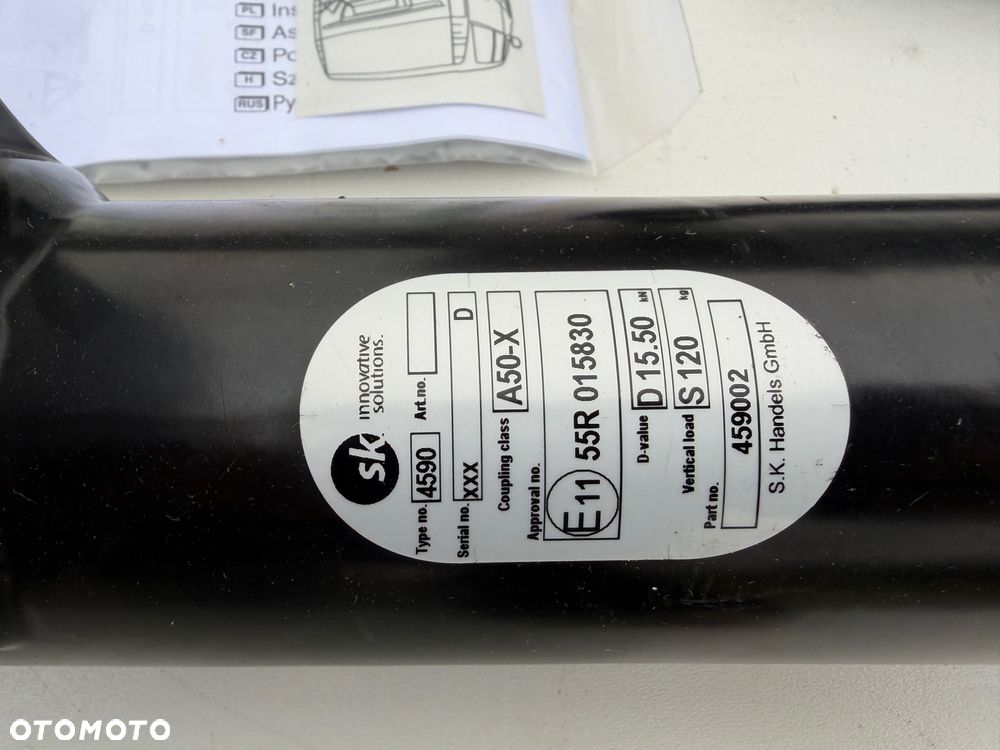 PL Ins
SF As
CZ Po
H Sz
RUS Ру
sk. innovative
solutions.
Type no. 4590 Art.no.
Serial no. XXX D
Coupling class A50-X
Approval no.
E11 55R 015830
D-value D 15.50 kN
Vertical load S 120 kg
Part no. 459002
S.K. Handels GmbH
OTOMOTO